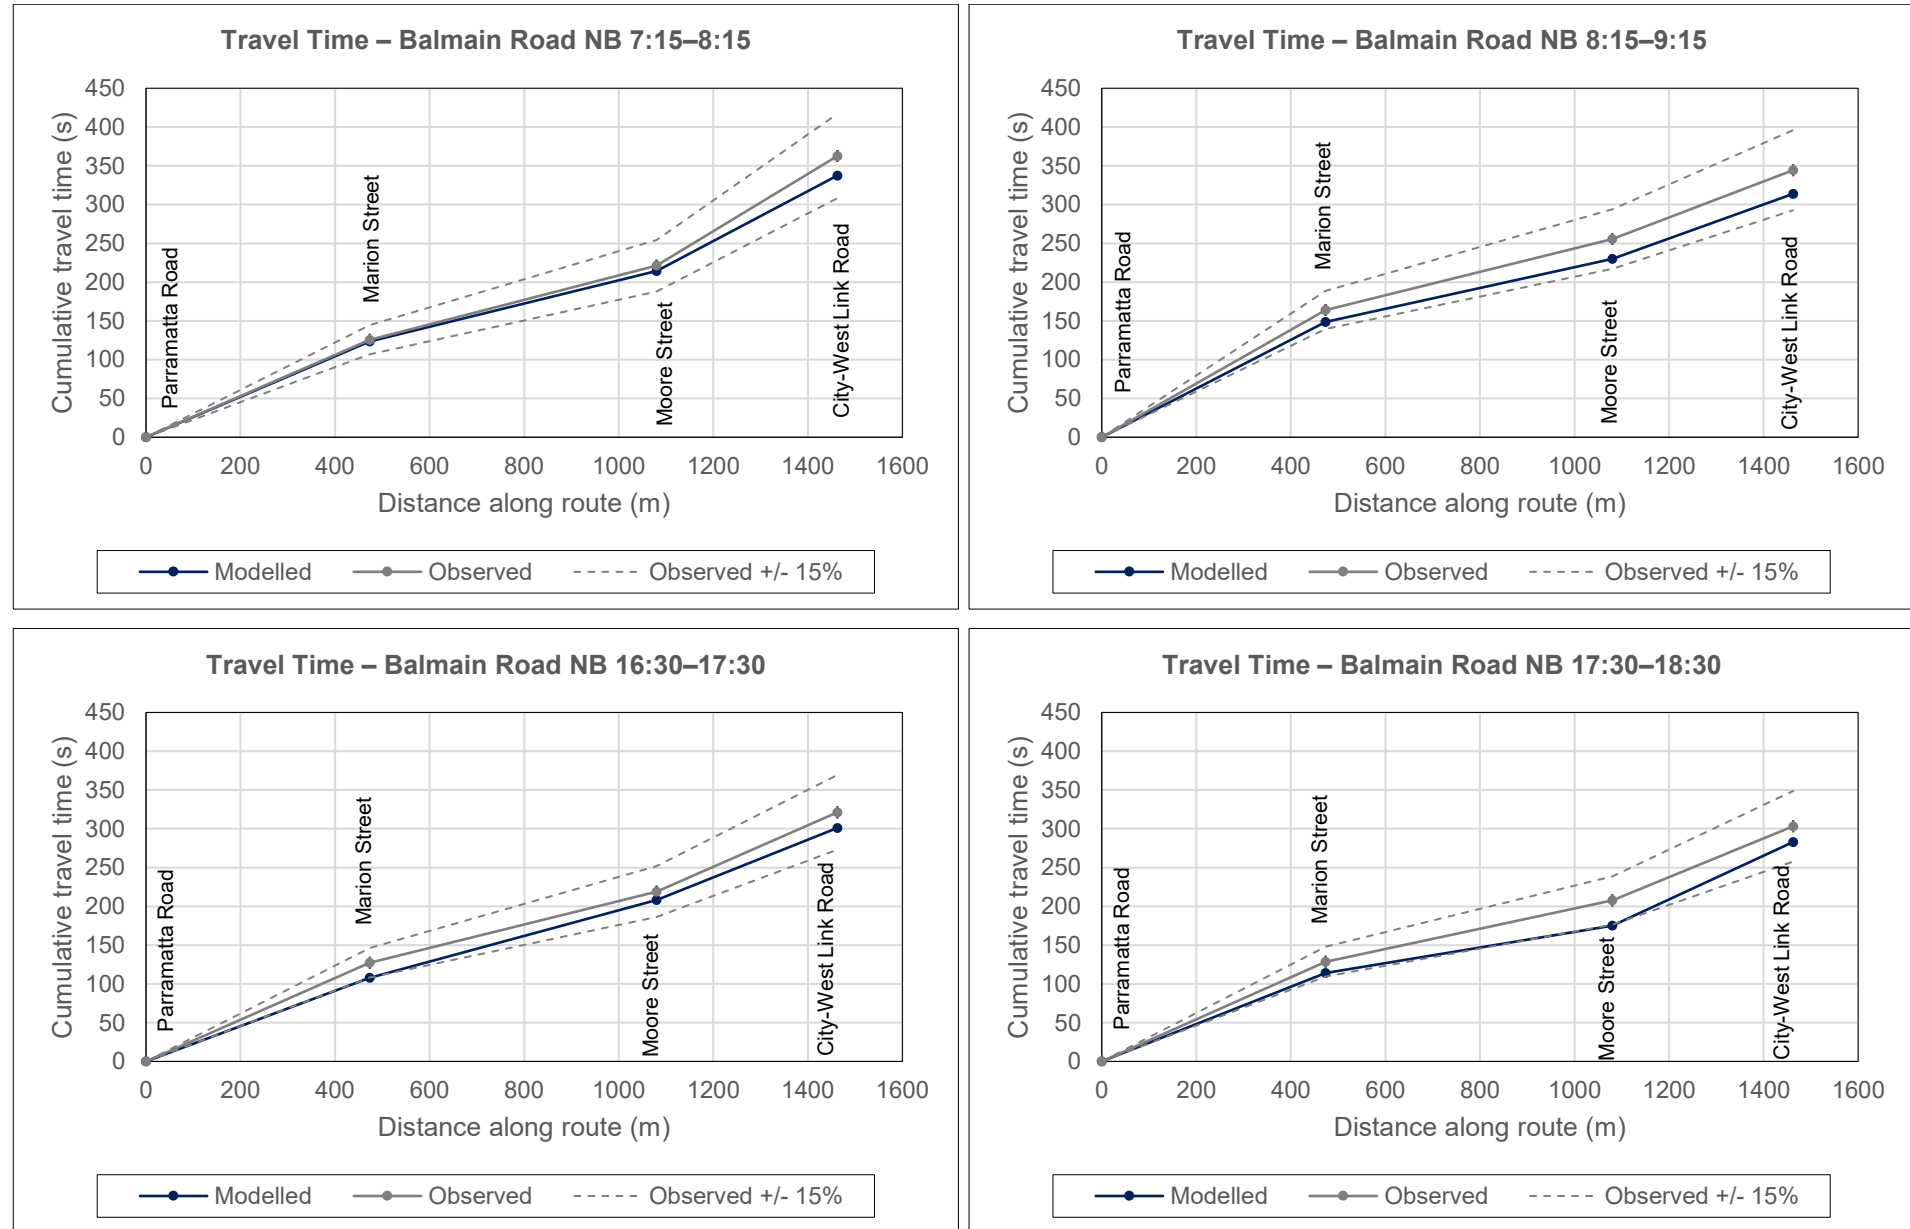 Travel Time – Balmain Road NB 7:15–8:15
Cumulative travel time (s)
450
400
350
300
250
200
150
100
50
0
Parramatta Road
Marion Street
Moore Street
City-West Link Road
0 200 400 600 800 1000 1200 1400 1600
Distance along route (m)
Modelled Observed Observed +/- 15%
Travel Time – Balmain Road NB 8:15–9:15
Cumulative travel time (s)
450
400
350
300
250
200
150
100
50
0
Parramatta Road
Marion Street
Moore Street
City-West Link Road
0 200 400 600 800 1000 1200 1400 1600
Distance along route (m)
Modelled Observed Observed +/- 15%
Travel Time – Balmain Road NB 16:30–17:30
Cumulative travel time (s)
450
400
350
300
250
200
150
100
50
0
Parramatta Road
Marion Street
Moore Street
City-West Link Road
0 200 400 600 800 1000 1200 1400 1600
Distance along route (m)
Modelled Observed Observed +/- 15%
Travel Time – Balmain Road NB 17:30–18:30
Cumulative travel time (s)
450
400
350
300
250
200
150
100
50
0
Parramatta Road
Marion Street
Moore Street
City-West Link Road
0 200 400 600 800 1000 1200 1400 1600
Distance along route (m)
Modelled Observed Observed +/- 15%